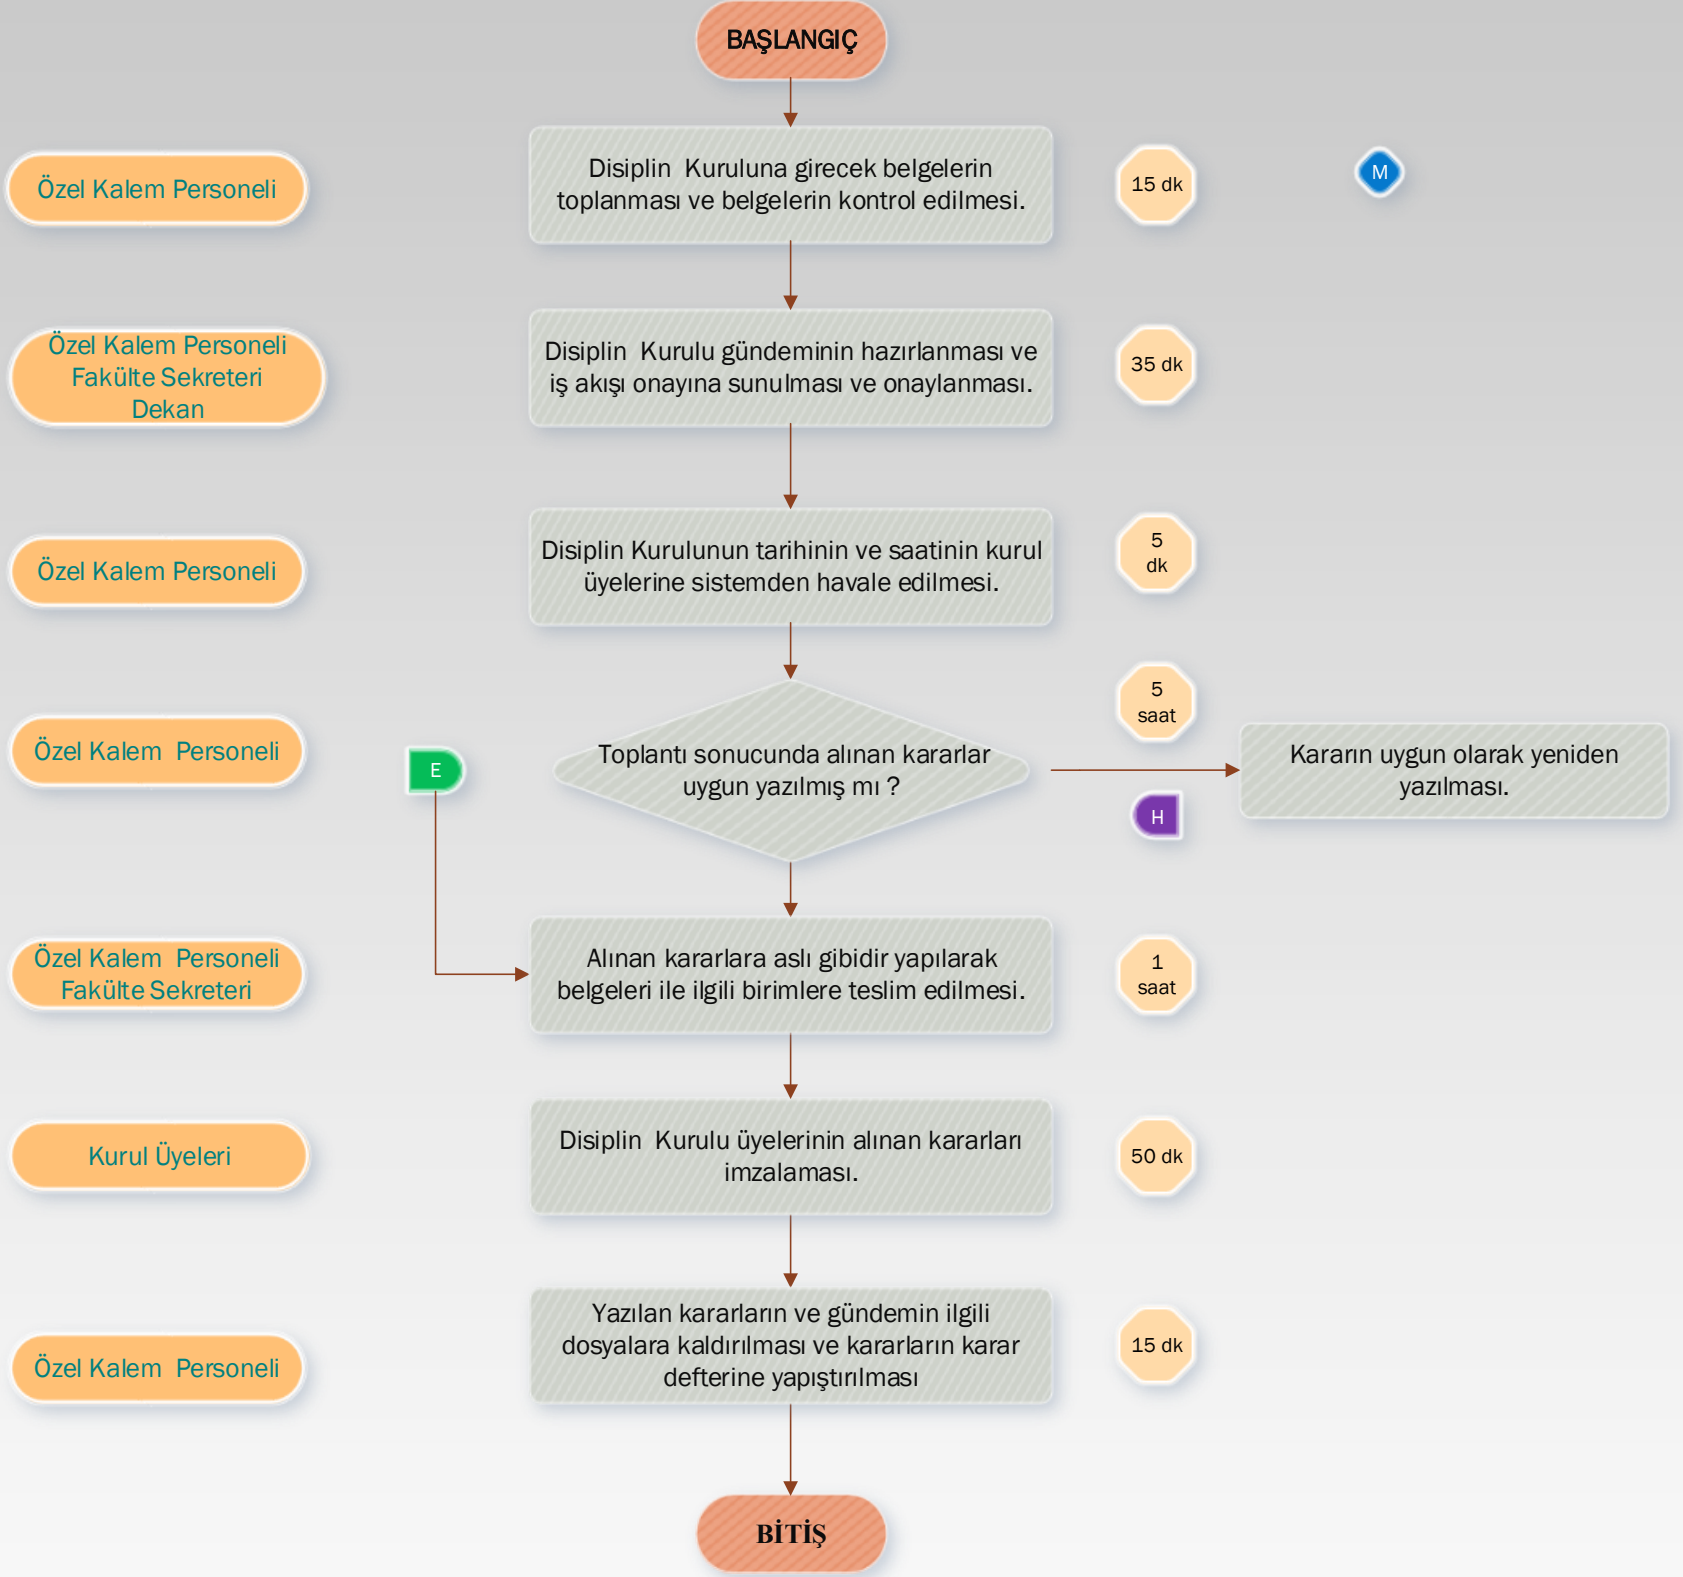 BAŞLANGIÇ
Özel Kalem Personeli
Disiplin  Kuruluna girecek belgelerin
toplanması ve belgelerin kontrol edilmesi.
15 dk
M
Özel Kalem Personeli
Fakülte Sekreteri
Dekan
Disiplin  Kurulu gündeminin hazırlanması ve
iş akışı onayına sunulması ve onaylanması.
35 dk
Özel Kalem Personeli
Disiplin Kurulunun tarihinin ve saatinin kurul
üyelerine sistemden havale edilmesi.
5
dk
Özel Kalem  Personeli
E
Toplantı sonucunda alınan kararlar
uygun yazılmış mı ?
5
saat
H
Kararın uygun olarak yeniden
yazılması.
Özel Kalem  Personeli
Fakülte Sekreteri
Alınan kararlara aslı gibidir yapılarak
belgeleri ile ilgili birimlere teslim edilmesi.
1
saat
Kurul Üyeleri
Disiplin  Kurulu üyelerinin alınan kararları
imzalaması.
50 dk
Özel Kalem  Personeli
Yazılan kararların ve gündemin ilgili
dosyalara kaldırılması ve kararların karar
defterine yapıştırılması
15 dk
BİTİŞ